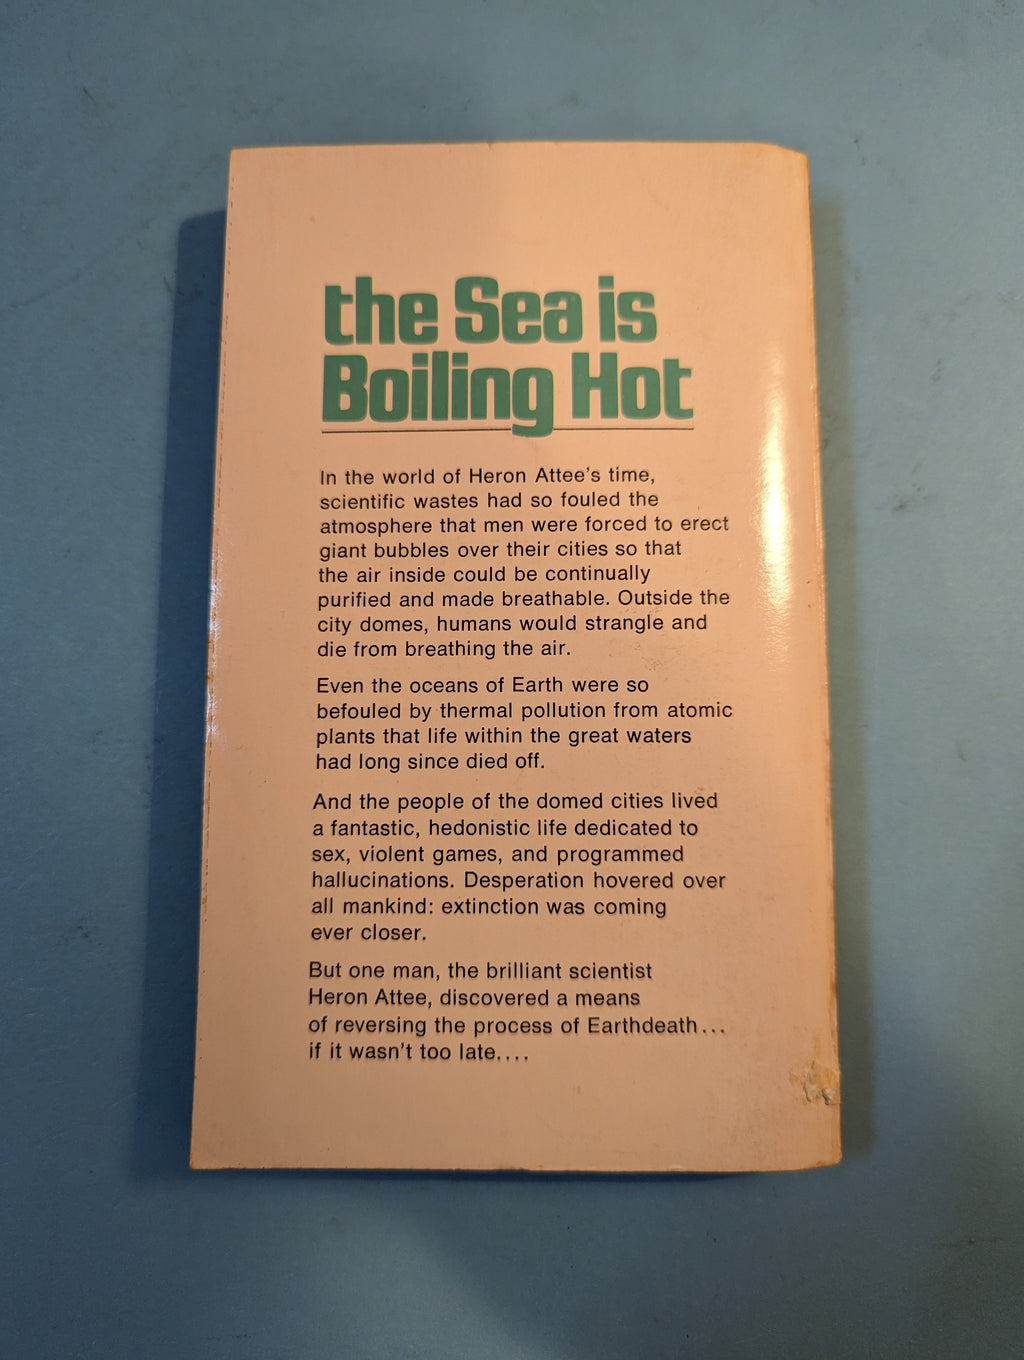 the Sea is
Boiling Hot
In the world of Heron Attee's time,
scientific wastes had so fouled the
atmosphere that men were forced to erect
giant bubbles over their cities so that
the air inside could be continually
purified and made breathable. Outside the
city domes, humans would strangle and
die from breathing the air.
Even the oceans of Earth were so
befouled by thermal pollution from atomic
plants that life within the great waters
had long since died off.
And the people of the domed cities lived
a fantastic, hedonistic life dedicated to
sex, violent games, and programmed
hallucinations. Desperation hovered over
all mankind: extinction was coming
ever closer.
But one man, the brilliant scientist
Heron Attee, discovered a means
of reversing the process of Earthdeath...
if it wasn't too late....